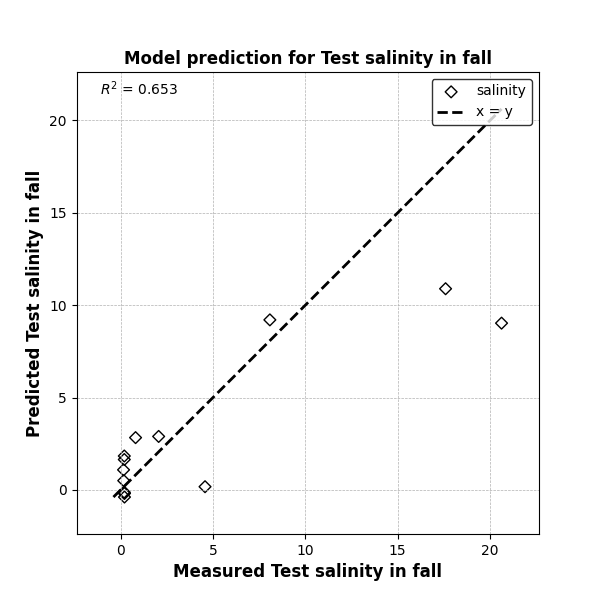 Model prediction for Test salinity in fall
R² = 0.653
salinity
x = y
20
15
10
5
0
Predicted Test salinity in fall
0 5 10 15 20
Measured Test salinity in fall